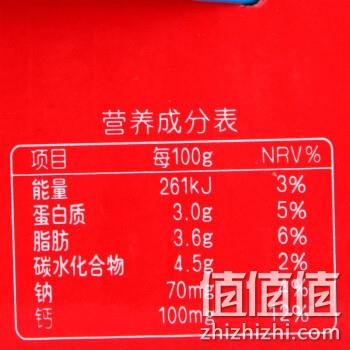 营养成分表
项目 每100g NRV%
能量 261kJ 3%
蛋白质 3.0g 5%
脂肪 3.6g 6%
碳水化合物 4.5g 2%
钠 70mg 4%
钙 100mg 12%
值值值
zhizhizhi.com